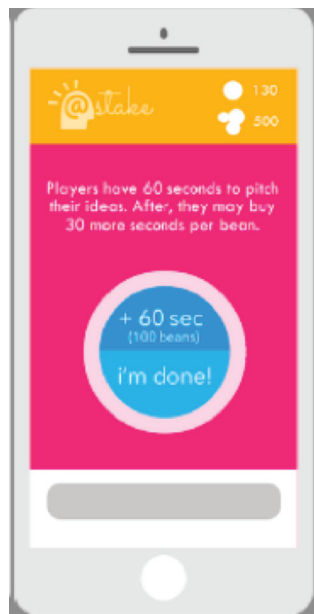 @stake
130
500
Players have 60 seconds to pitch
their ideas. After, they may buy
30 more seconds per bean.
+ 60 sec
(100 beans)
i'm done!